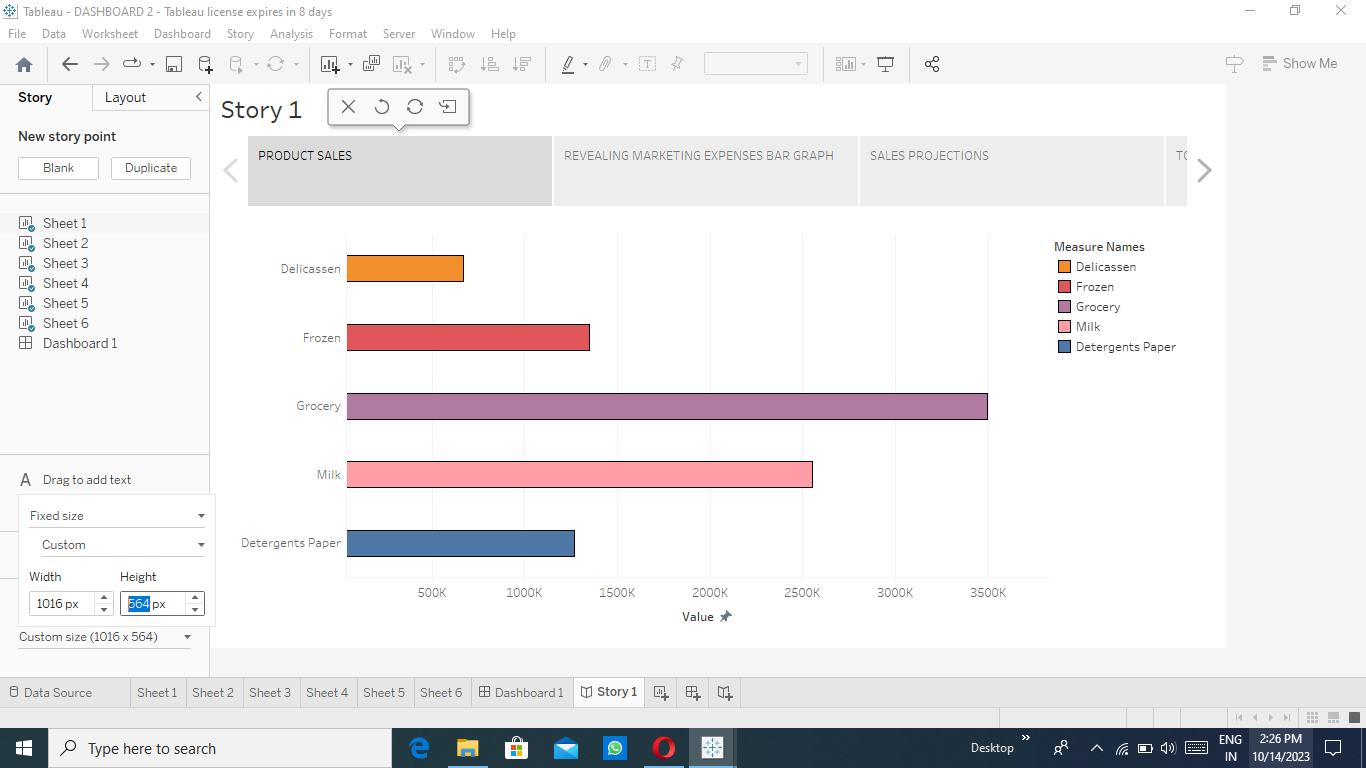 Tableau - DASHBOARD 2 - Tableau license expires in 8 days
File Data Worksheet Dashboard Story Analysis Format Server Window Help
Show Me
Story Layout
New story point
Blank Duplicate
Sheet 1
Sheet 2
Sheet 3
Sheet 4
Sheet 5
Sheet 6
Dashboard 1
A Drag to add text
Fixed size
Custom
Width Height
1016 px 564 px
Custom size (1016 x 564)
Story 1
PRODUCT SALES REVEALING MARKETING EXPENSES BAR GRAPH SALES PROJECTIONS
Delicassen
Frozen
Grocery
Milk
Detergents Paper
500K 1000K 1500K 2000K 2500K 3000K 3500K
Value
Measure Names
Delicassen
Frozen
Grocery
Milk
Detergents Paper
Data Source Sheet 1 Sheet 2 Sheet 3 Sheet 4 Sheet 5 Sheet 6 Dashboard 1 Story 1
Type here to search
Desktop
ENG
IN
2:26 PM
10/14/2023